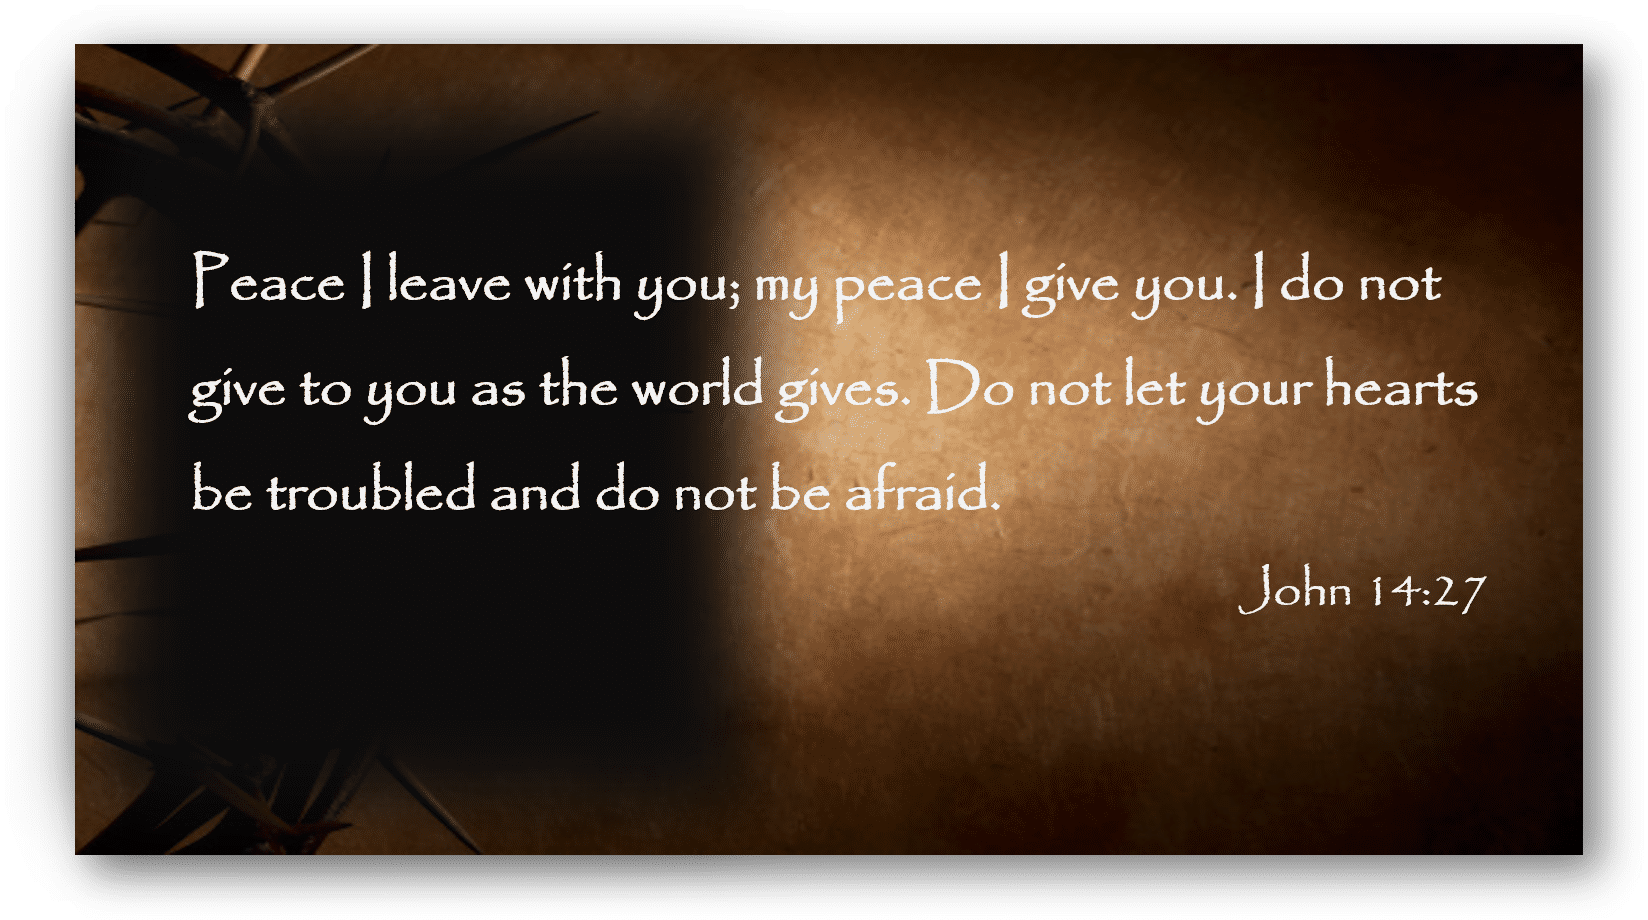 Peace I leave with you; my peace I give you. I do not
give to you as the world gives. Do not let your hearts
be troubled and do not be afraid.
John 14:27